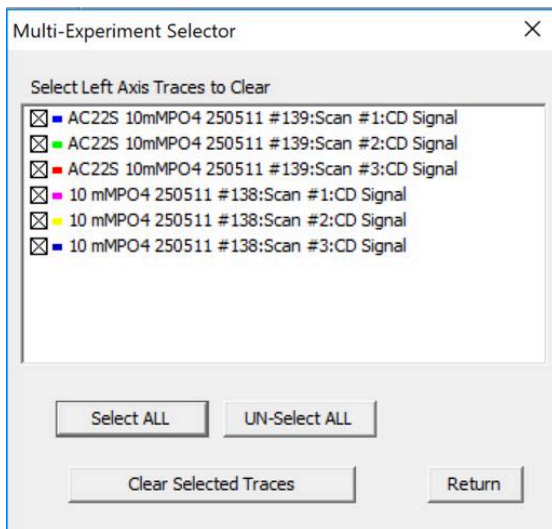 Multi-Experiment Selector
Select Left Axis Traces to Clear
AC22S 10mMPO4 250511 #139:Scan #1:CD Signal
AC22S 10mMPO4 250511 #139:Scan #2:CD Signal
AC22S 10mMPO4 250511 #139:Scan #3:CD Signal
10 mMPO4 250511 #138:Scan #1:CD Signal
10 mMPO4 250511 #138:Scan #2:CD Signal
10 mMPO4 250511 #138:Scan #3:CD Signal
Select ALL UN-Select ALL
Clear Selected Traces Return